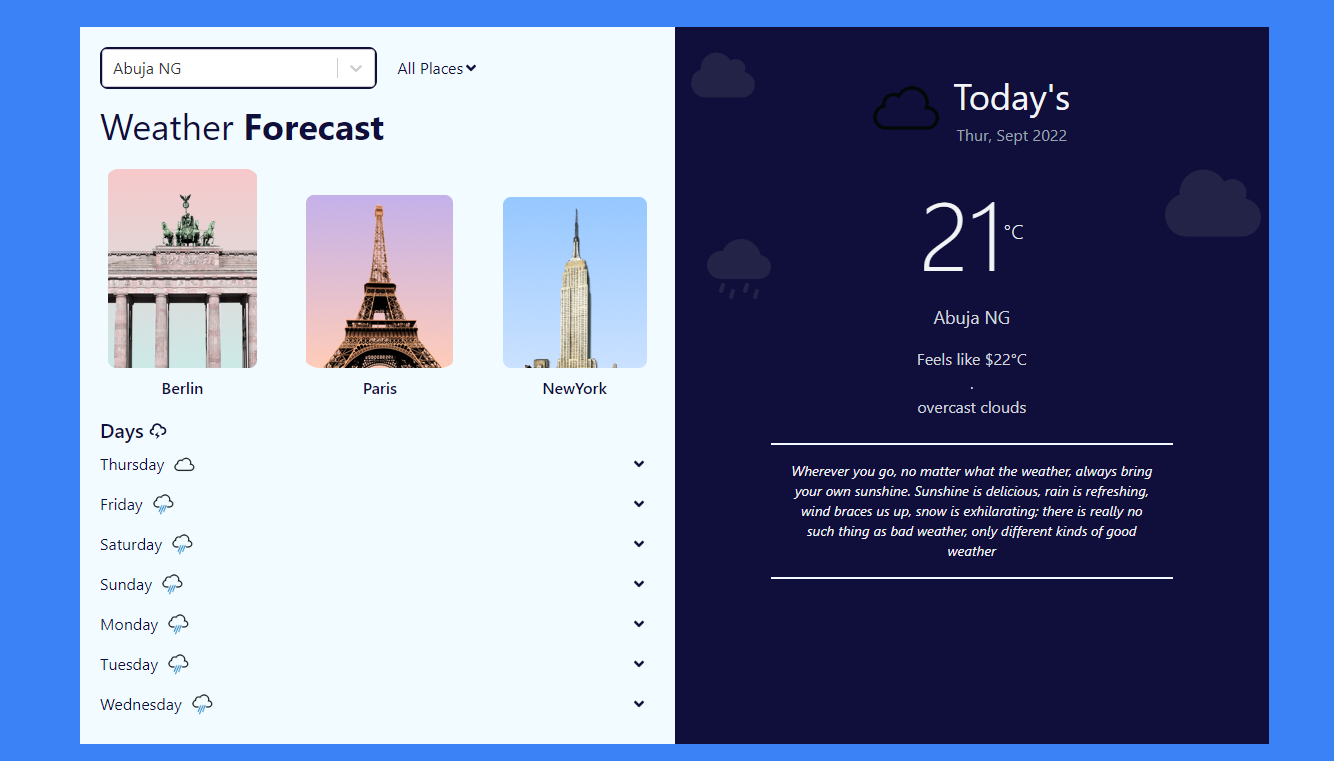 Abuja NG
All Places
Weather Forecast
Berlin
Paris
NewYork
Days
Thursday
Friday
Saturday
Sunday
Monday
Tuesday
Wednesday
Today's
Thur, Sept 2022
21°C
Abuja NG
Feels like $22°C
.
overcast clouds
Wherever you go, no matter what the weather, always bring
your own sunshine. Sunshine is delicious, rain is refreshing,
wind braces us up, snow is exhilarating; there is really no
such thing as bad weather, only different kinds of good
weather